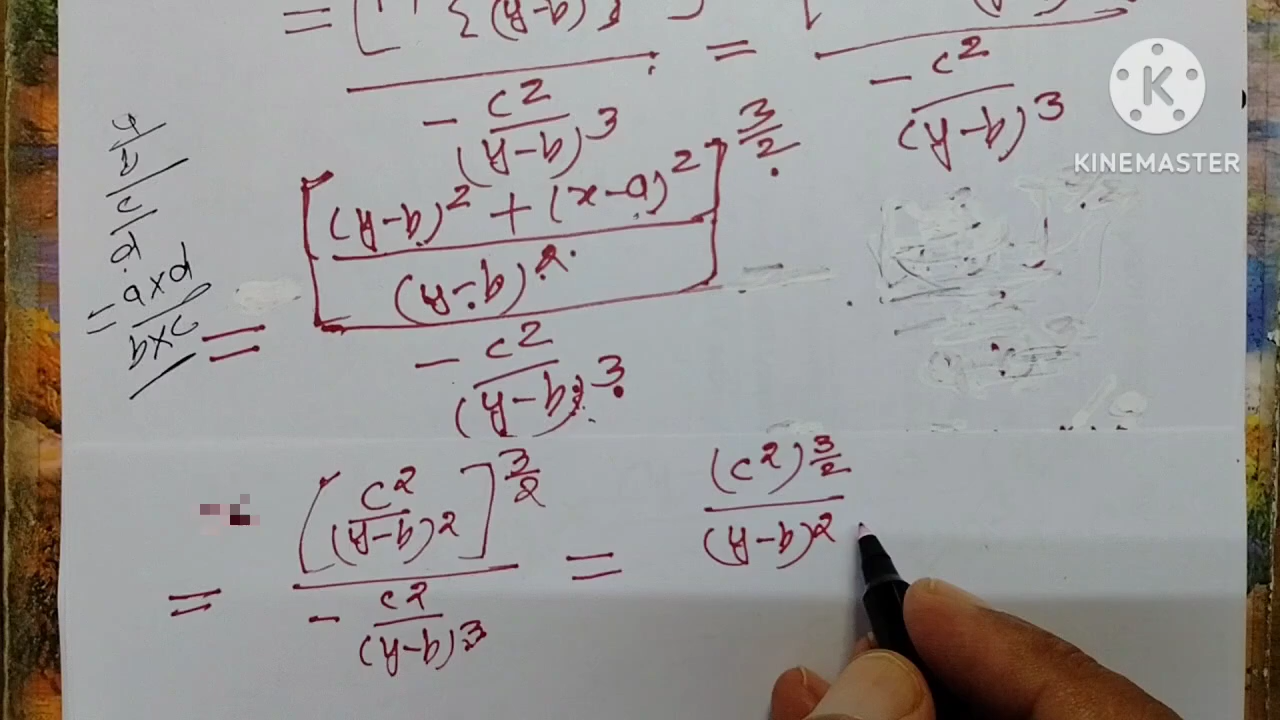 = [1 + { (y-b) } ] =
- c²/(y-b)³ - c²/(y-b)³
KINEMASTER
a/b / c/d
= a×d / b×c
= [ (y-b)² + (x-a)² / (y-b)² ]^3/2
- c²/(y-b)³
= [ c²/(y-b)² ]^3/2 / - c²/(y-b)³ = (c²)^3/2 / (y-b)²